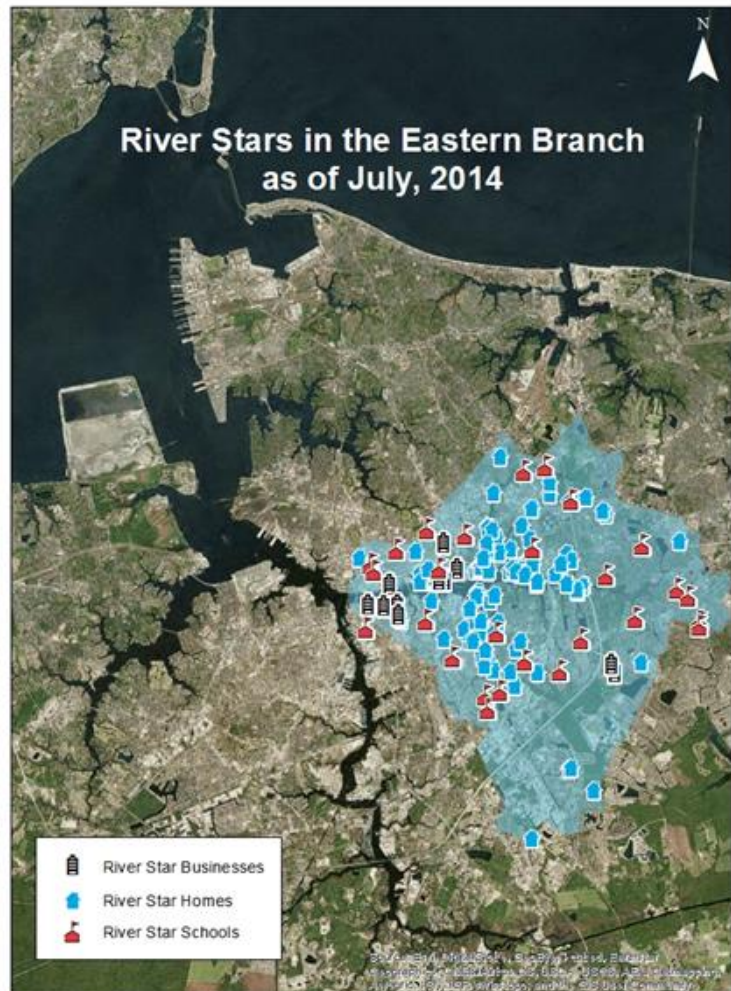 N
River Stars in the Eastern Branch
as of July, 2014
River Star Businesses
River Star Homes
River Star Schools